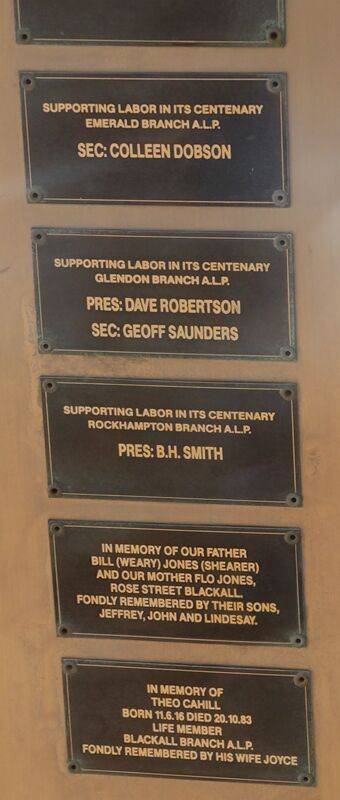 SUPPORTING LABOR IN ITS CENTENARY
EMERALD BRANCH A.L.P.
SEC: COLLEEN DOBSON
SUPPORTING LABOR IN ITS CENTENARY
GLENDON BRANCH A.L.P.
PRES: DAVE ROBERTSON
SEC: GEOFF SAUNDERS
SUPPORTING LABOR IN ITS CENTENARY
ROCKHAMPTON BRANCH A.L.P.
PRES: B.H. SMITH
IN MEMORY OF OUR FATHER
BILL (WEARY) JONES (SHEARER)
AND OUR MOTHER FLO JONES,
ROSE STREET BLACKALL.
FONDLY REMEMBERED BY THEIR SONS,
JEFFREY, JOHN AND LINDESAY.
IN MEMORY OF
THEO CAHILL
BORN 11.6.16 DIED 20.10.83
LIFE MEMBER
BLACKALL BRANCH A.L.P.
FONDLY REMEMBERED BY HIS WIFE JOYCE